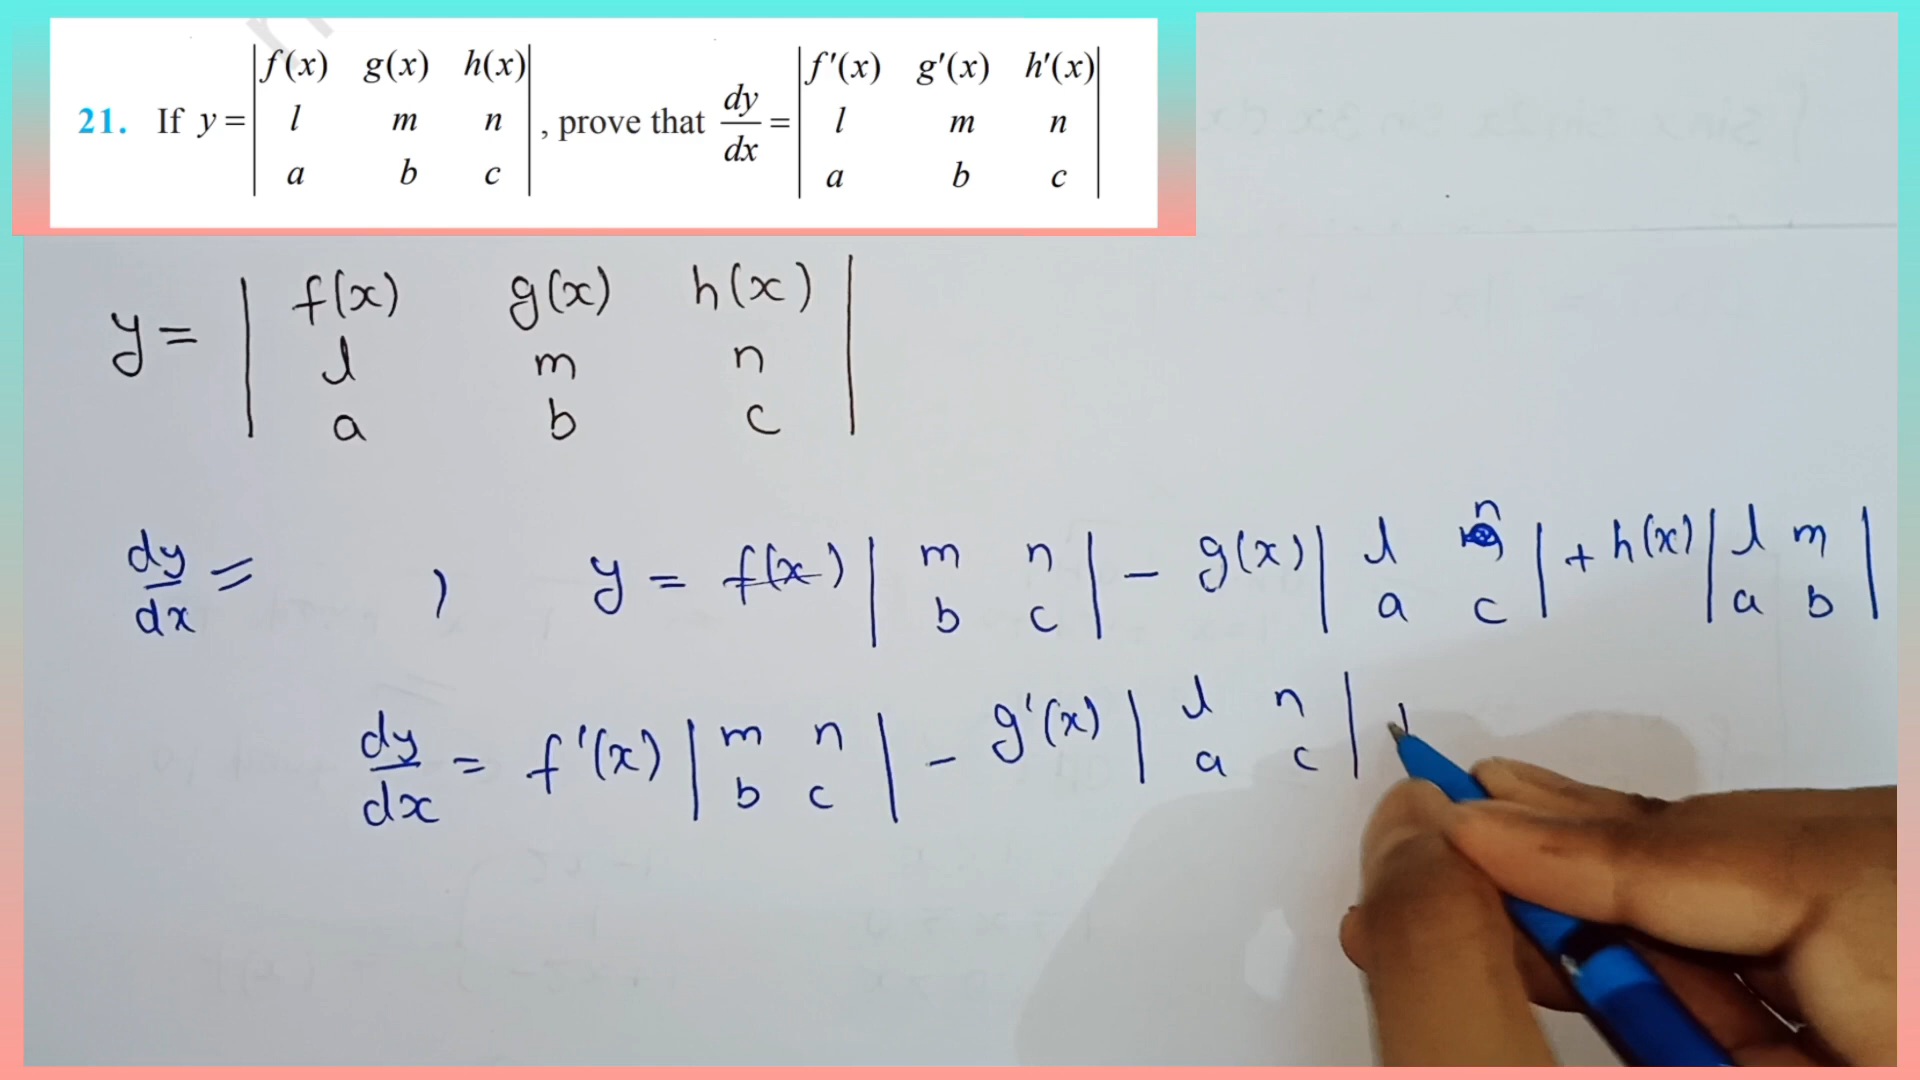 21. If y = | f(x) g(x) h(x) | , prove that dy/dx = | f'(x) g'(x) h'(x) |
| l m n | | l m n |
| a b c | | a b c |
y = | f(x) g(x) h(x) |
| l m n |
| a b c |
dy/dx = , y = f(x) | m n | - g(x) | l n | + h(x) | l m |
| b c | | a c | | a b |
dy/dx = f'(x) | m n | - g'(x) | l n |
| b c | | a c |